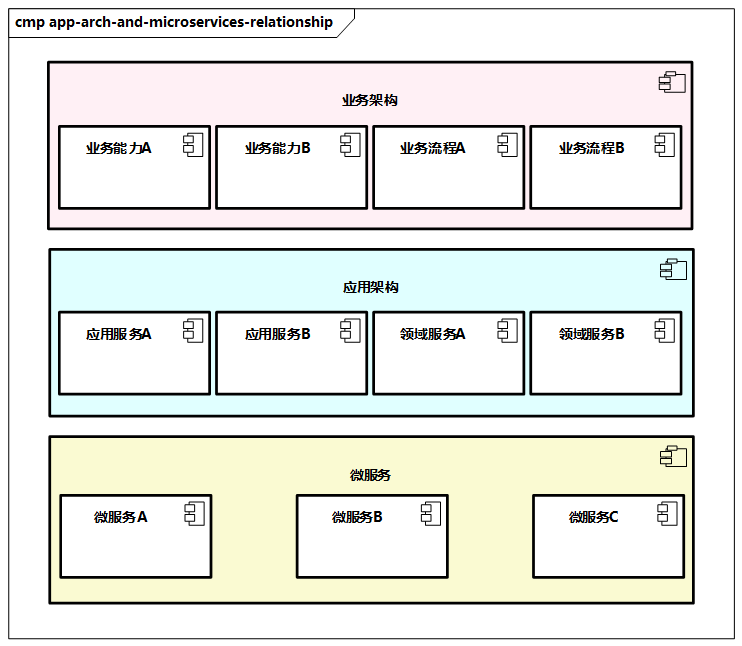 cmp app-arch-and-microservices-relationship
业务架构
业务能力A
业务能力B
业务流程A
业务流程B
应用架构
应用服务A
应用服务B
领域服务A
领域服务B
微服务
微服务A
微服务B
微服务C